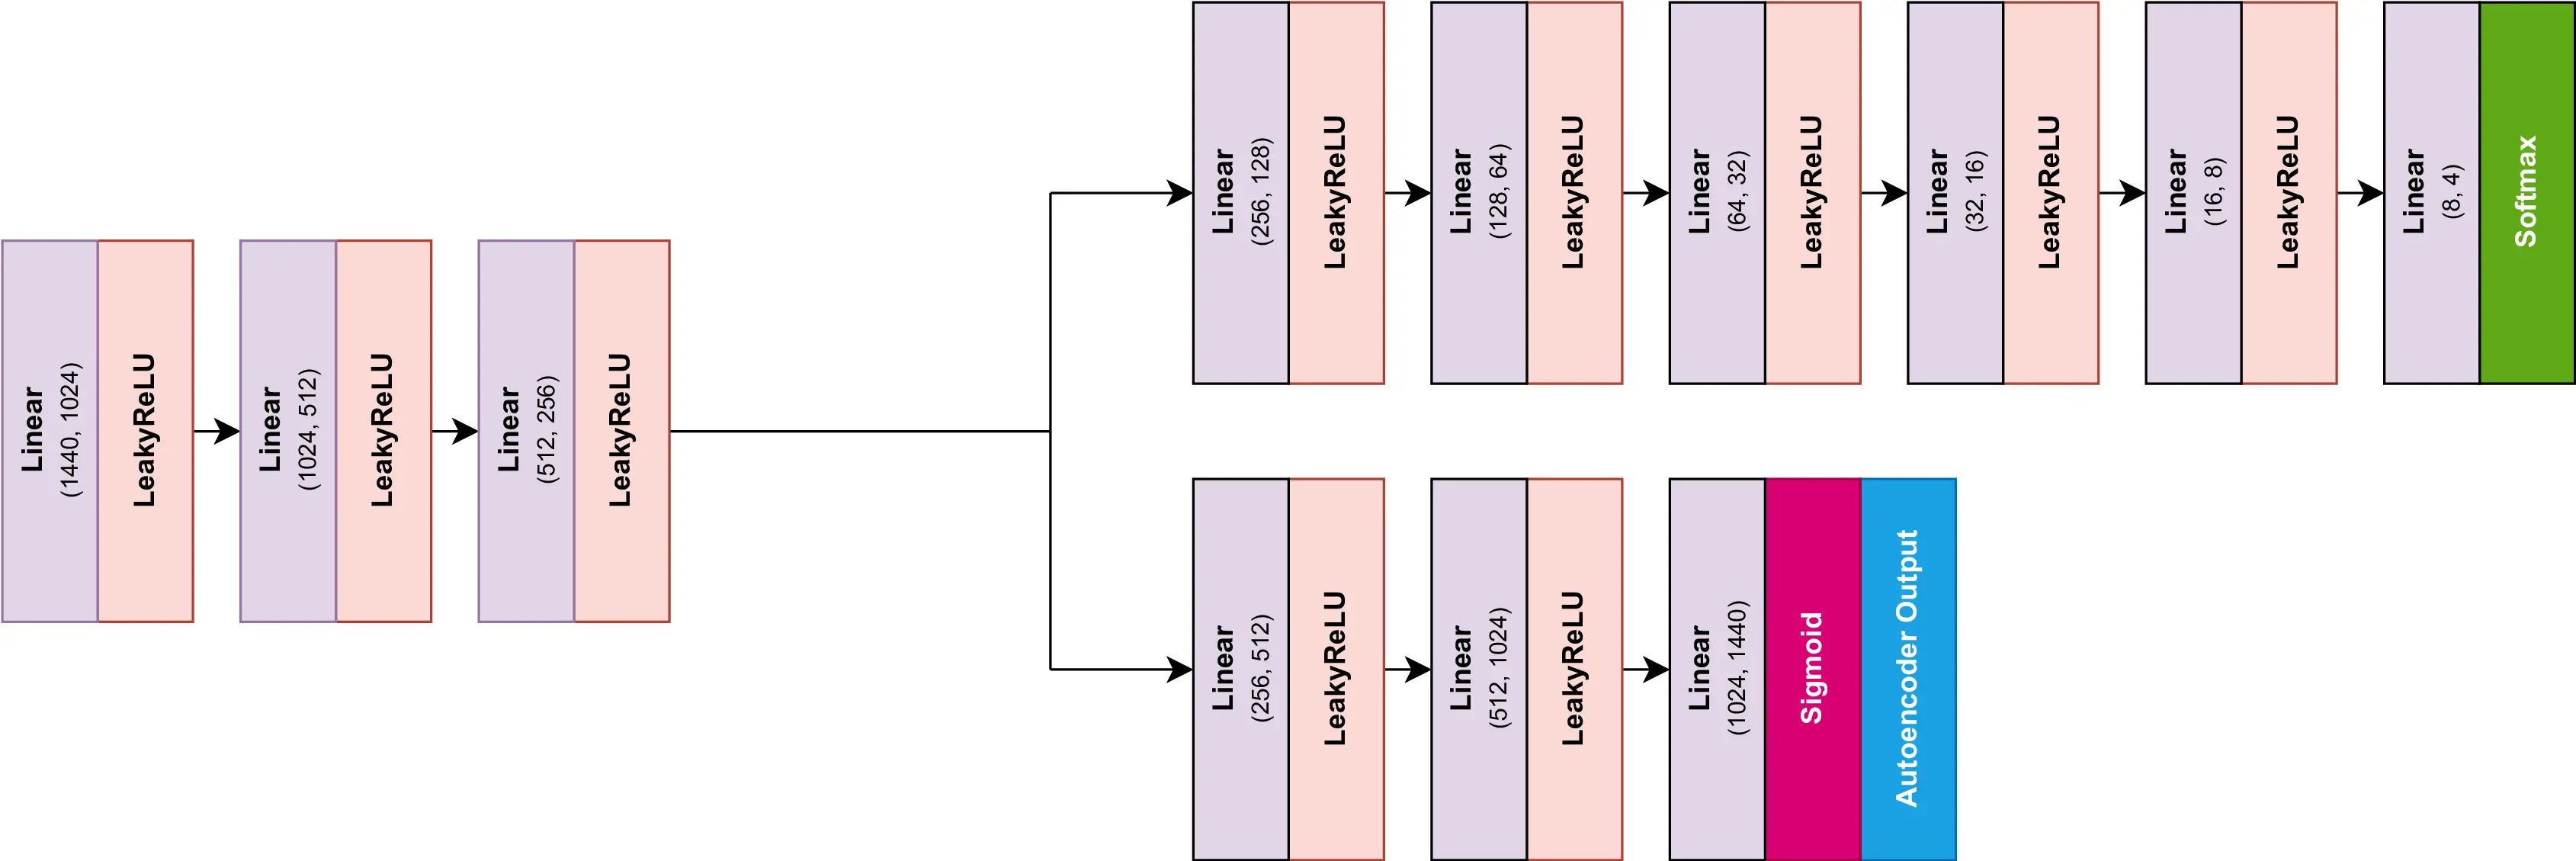 Linear
(1440, 1024)
LeakyReLU
Linear
(1024, 512)
LeakyReLU
Linear
(512, 256)
LeakyReLU
Linear
(256, 128)
LeakyReLU
Linear
(128, 64)
LeakyReLU
Linear
(64, 32)
LeakyReLU
Linear
(32, 16)
LeakyReLU
Linear
(16, 8)
LeakyReLU
Linear
(8, 4)
Softmax
Linear
(256, 512)
LeakyReLU
Linear
(512, 1024)
LeakyReLU
Linear
(1024, 1440)
Sigmoid
Autoencoder Output